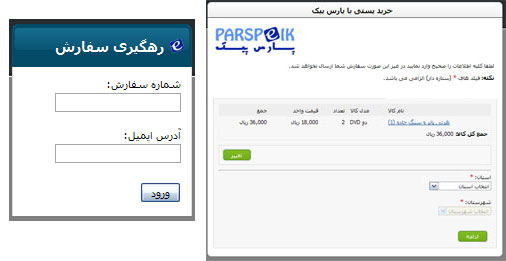 رهگیری سفارش
شماره سفارش:
آدرس ایمیل:
ورود
خرید پستی با پارس پیک
PARSPEIK
پارس پیک
لطفا کلیه اطلاعات را صحیح وارد نمایید در غیر این صورت سفارش شما ارسال نخواهد شد.
نکته: فیلد های * (ستاره دار) الزامی می باشد.
نام کالا مدل کالا تعداد قیمت واحد جمع
دو DVD 2 18,000 ریال 36,000 ریال
جمع کل کالا: 36,000 ریال
تغییر
استان: *
انتخاب استان
شهرستان: *
انتخاب شهرستان
ادامه